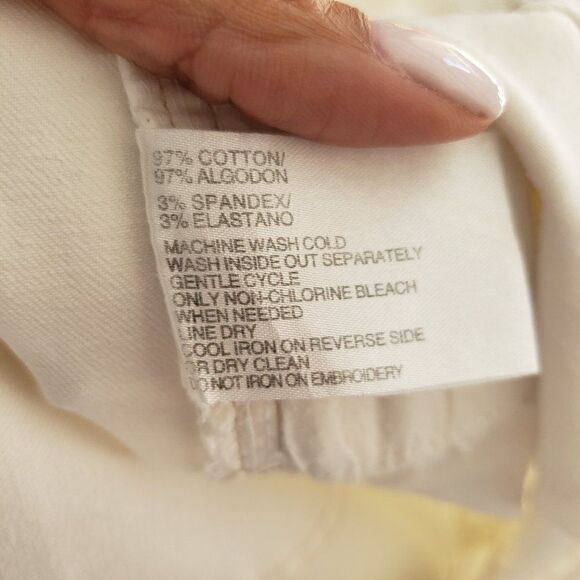 97% COTTON/
97% ALGODON
3% SPANDEX/
3% ELASTANO
MACHINE WASH COLD
WASH INSIDE OUT SEPARATELY
GENTLE CYCLE
ONLY NON-CHLORINE BLEACH
WHEN NEEDED
LINE DRY
COOL IRON ON REVERSE SIDE
OR DRY CLEAN
DO NOT IRON ON EMBROIDERY